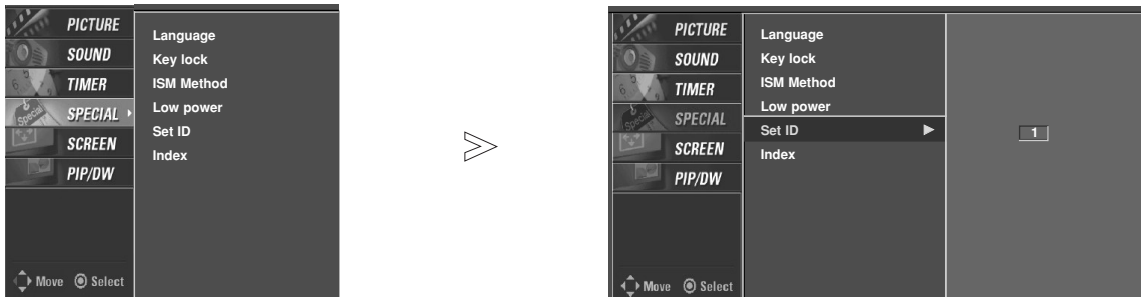 PICTURE
SOUND
TIMER
SPECIAL
SCREEN
PIP/DW
Move Select
Language
Key lock
ISM Method
Low power
Set ID
Index
PICTURE
SOUND
TIMER
SPECIAL
SCREEN
PIP/DW
Move Select
Language
Key lock
ISM Method
Low power
Set ID
Index
1